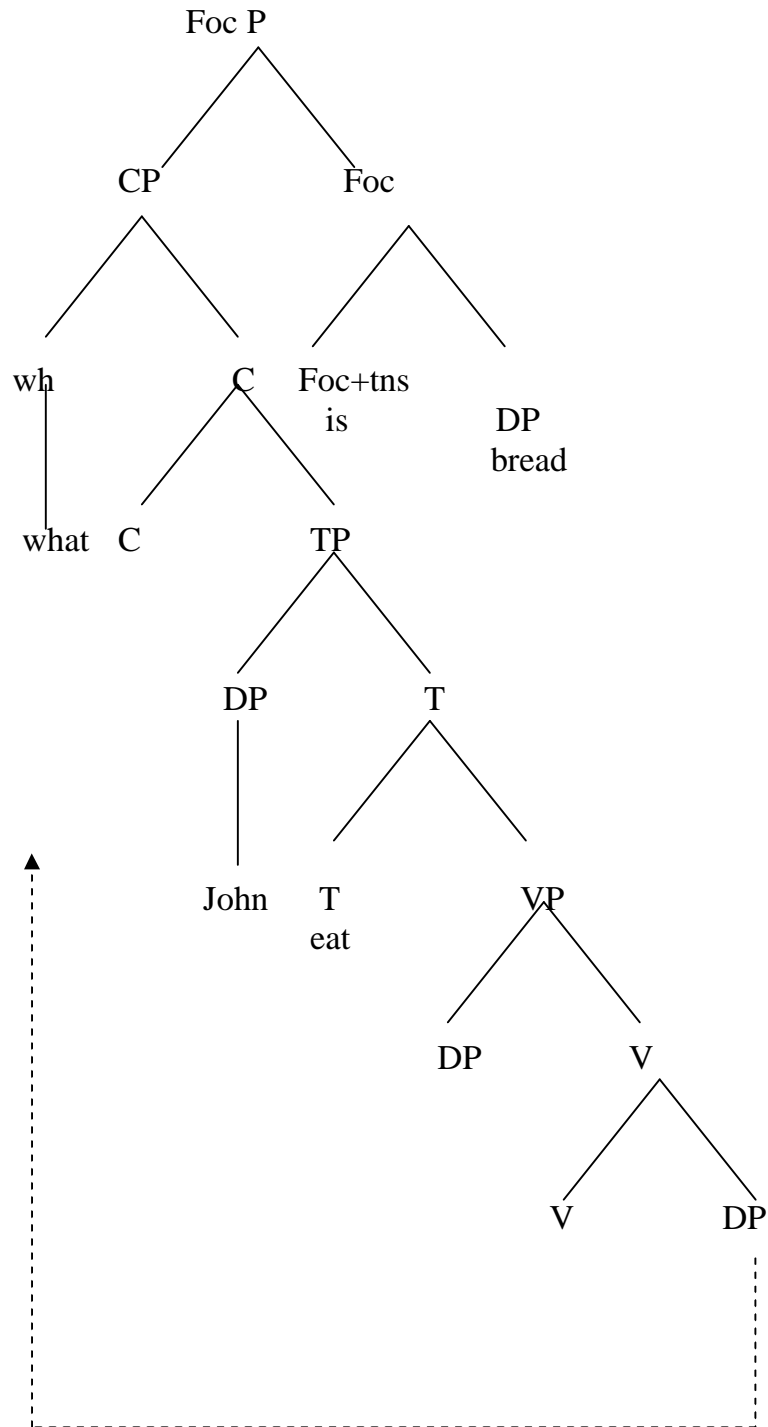 Foc P
CP Foc
wh C Foc+tns
is DP
bread
what C TP
DP T
John T VP
eat
DP V
V DP